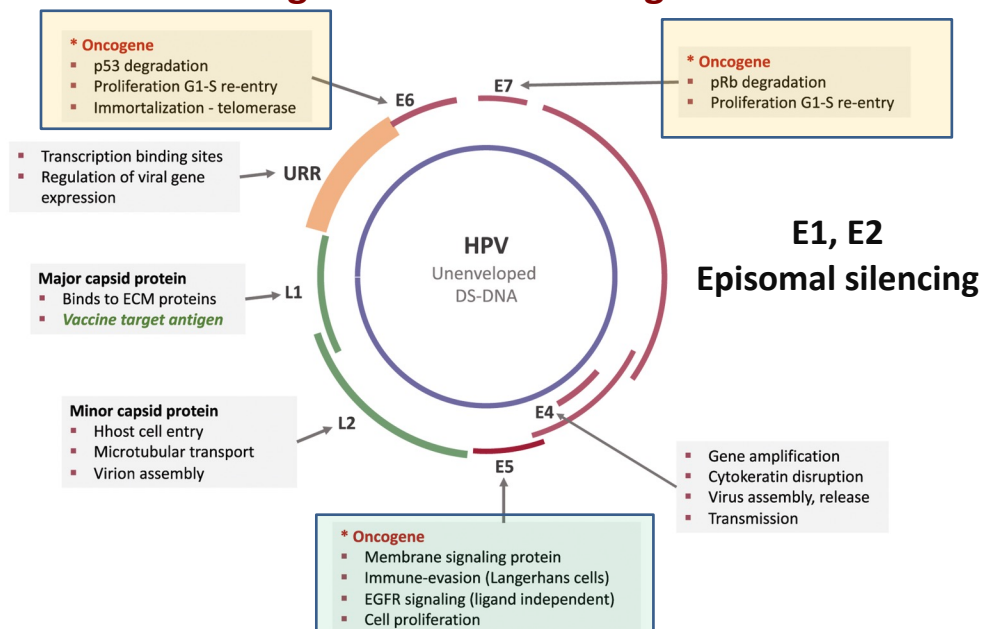 * Oncogene
▪ p53 degradation
▪ Proliferation G1-S re-entry
▪ Immortalization - telomerase
* Oncogene
▪ pRb degradation
▪ Proliferation G1-S re-entry
E6
E7
▪ Transcription binding sites
▪ Regulation of viral gene
expression
URR
HPV
Unenveloped
DS-DNA
E1, E2
Episomal silencing
Major capsid protein
▪ Binds to ECM proteins
▪ Vaccine target antigen
L1
Minor capsid protein
▪ Hhost cell entry
▪ Microtubular transport
▪ Virion assembly
L2
E4
E5
▪ Gene amplification
▪ Cytokeratin disruption
▪ Virus assembly, release
▪ Transmission
* Oncogene
▪ Membrane signaling protein
▪ Immune-evasion (Langerhans cells)
▪ EGFR signaling (ligand independent)
▪ Cell proliferation